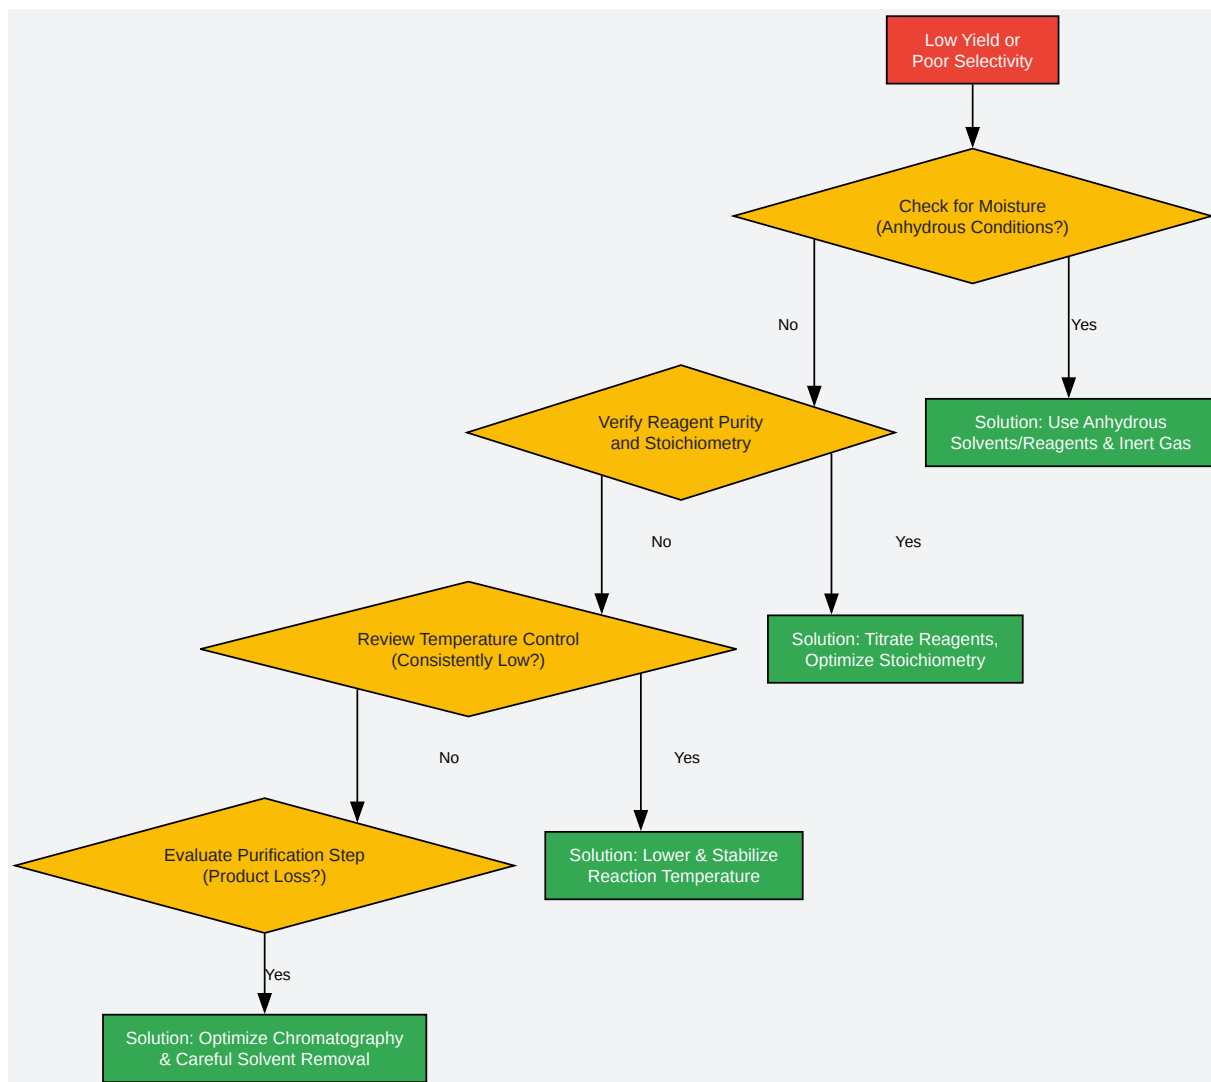 Low Yield or
Poor Selectivity
Check for Moisture
(Anhydrous Conditions?)
No
Yes
Verify Reagent Purity
and Stoichiometry
Solution: Use Anhydrous
Solvents/Reagents & Inert Gas
No
Yes
Review Temperature Control
(Consistently Low?)
Solution: Titrate Reagents,
Optimize Stoichiometry
No
Yes
Evaluate Purification Step
(Product Loss?)
Solution: Lower & Stabilize
Reaction Temperature
Yes
Solution: Optimize Chromatography
& Careful Solvent Removal